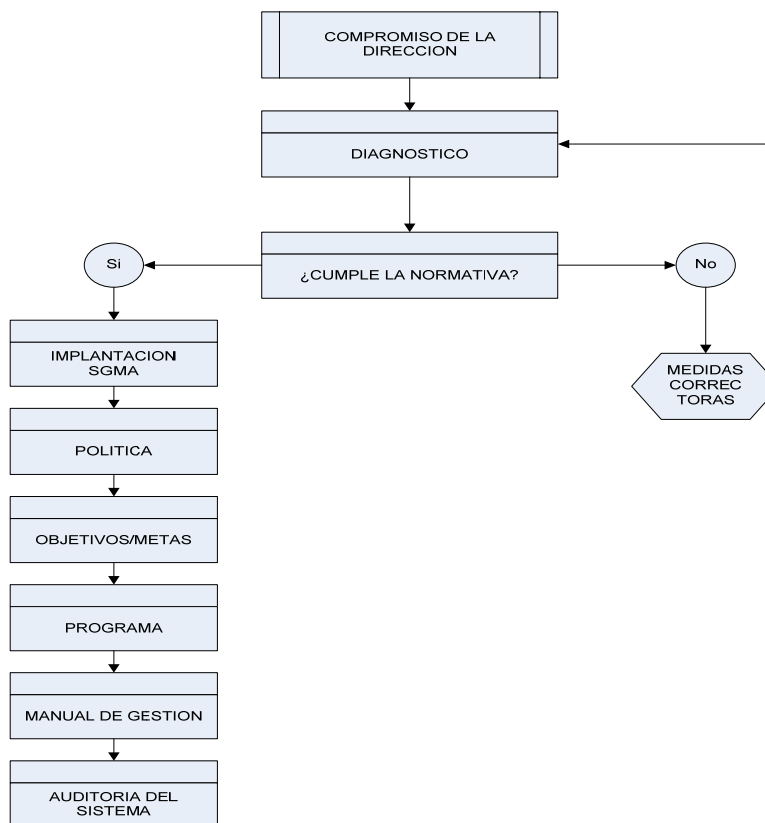 COMPROMISO DE LA
DIRECCION
DIAGNOSTICO
¿CUMPLE LA NORMATIVA?
Si
No
IMPLANTACION
SGMA
MEDIDAS
CORREC
TORAS
POLITICA
OBJETIVOS/METAS
PROGRAMA
MANUAL DE GESTION
AUDITORIA DEL
SISTEMA